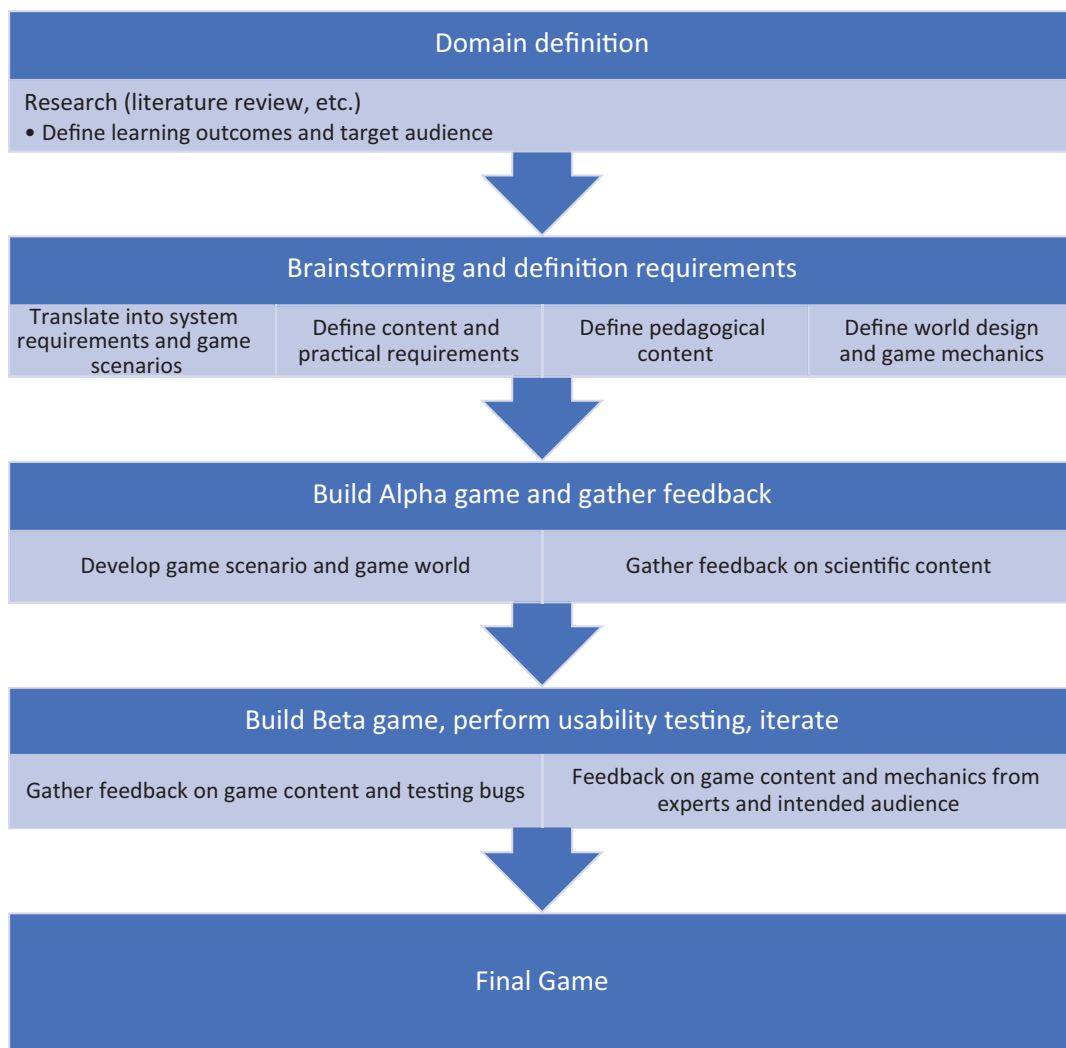 Domain definition
Research (literature review, etc.)
• Define learning outcomes and target audience
Brainstorming and definition requirements
Translate into system
requirements and game
scenarios
Define content and
practical requirements
Define pedagogical
content
Define world design
and game mechanics
Build Alpha game and gather feedback
Develop game scenario and game world
Gather feedback on scientific content
Build Beta game, perform usability testing, iterate
Gather feedback on game content and testing bugs
Feedback on game content and mechanics from
experts and intended audience
Final Game